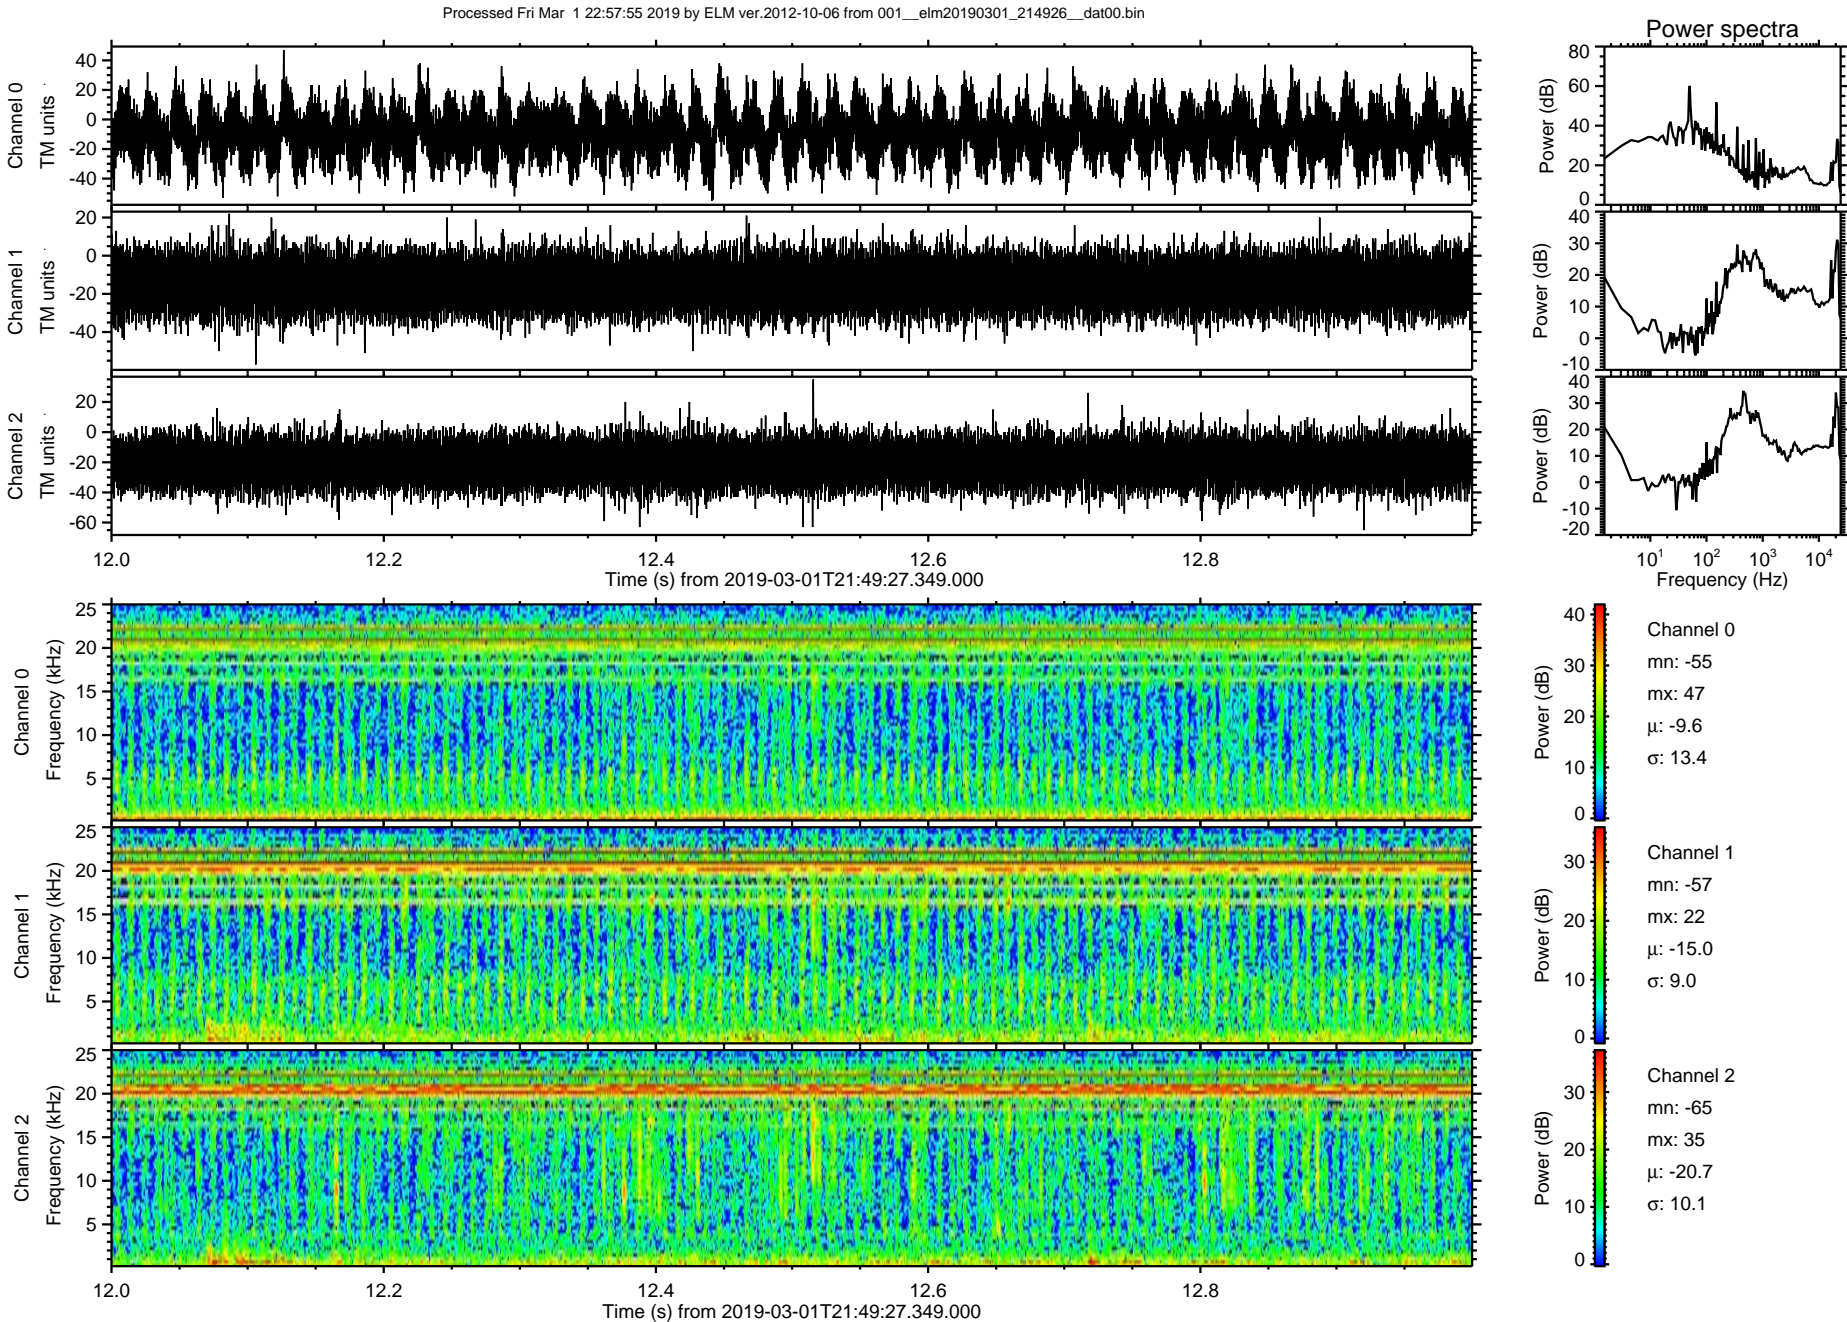 Processed Fri Mar 1 22:57:55 2019 by ELM ver.2012-10-06 from 001__elm20190301_214926__dat00.bin
Power spectra
Channel 0
TM units
40
20
0
-20
-40
Power (dB)
80
60
40
20
0
Channel 1
TM units
20
0
-20
-40
Power (dB)
40
30
20
10
0
-10
Channel 2
TM units
20
0
-20
-40
-60
Power (dB)
40
30
20
10
0
-10
-20
12.0 12.2 12.4 12.6 12.8
Time (s) from 2019-03-01T21:49:27.349.000
10^1 10^2 10^3 10^4
Frequency (Hz)
Channel 0
Frequency (kHz)
25
20
15
10
5
Power (dB)
40
30
20
10
0
Channel 0
mn: -55
mx: 47
μ: -9.6
σ: 13.4
Channel 1
Frequency (kHz)
25
20
15
10
5
Power (dB)
30
20
10
0
Channel 1
mn: -57
mx: 22
μ: -15.0
σ: 9.0
Channel 2
Frequency (kHz)
25
20
15
10
5
Power (dB)
30
20
10
0
Channel 2
mn: -65
mx: 35
μ: -20.7
σ: 10.1
12.0 12.2 12.4 12.6 12.8
Time (s) from 2019-03-01T21:49:27.349.000